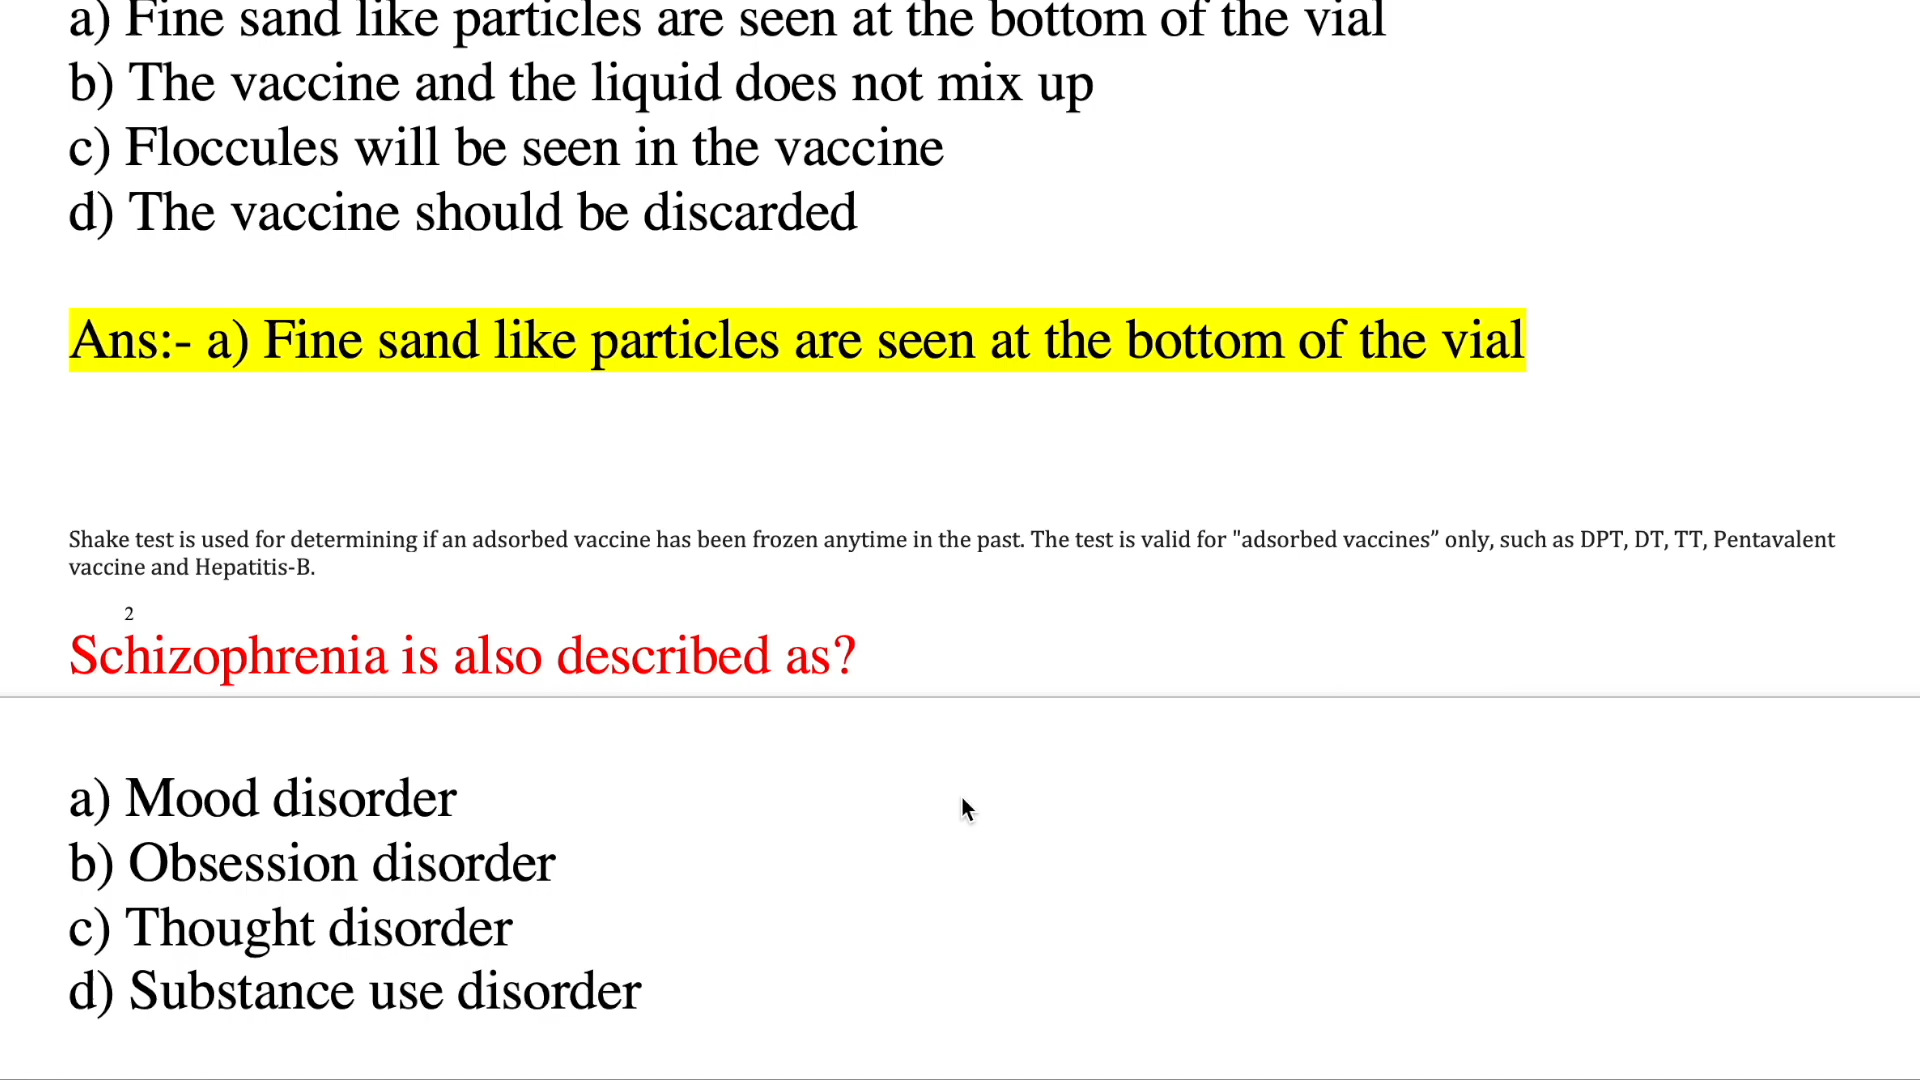 a) Fine sand like particles are seen at the bottom of the vial
b) The vaccine and the liquid does not mix up
c) Floccules will be seen in the vaccine
d) The vaccine should be discarded
Ans:- a) Fine sand like particles are seen at the bottom of the vial
Shake test is used for determining if an adsorbed vaccine has been frozen anytime in the past. The test is valid for "adsorbed vaccines” only, such as DPT, DT, TT, Pentavalent
vaccine and Hepatitis-B.
2
Schizophrenia is also described as?
a) Mood disorder
b) Obsession disorder
c) Thought disorder
d) Substance use disorder